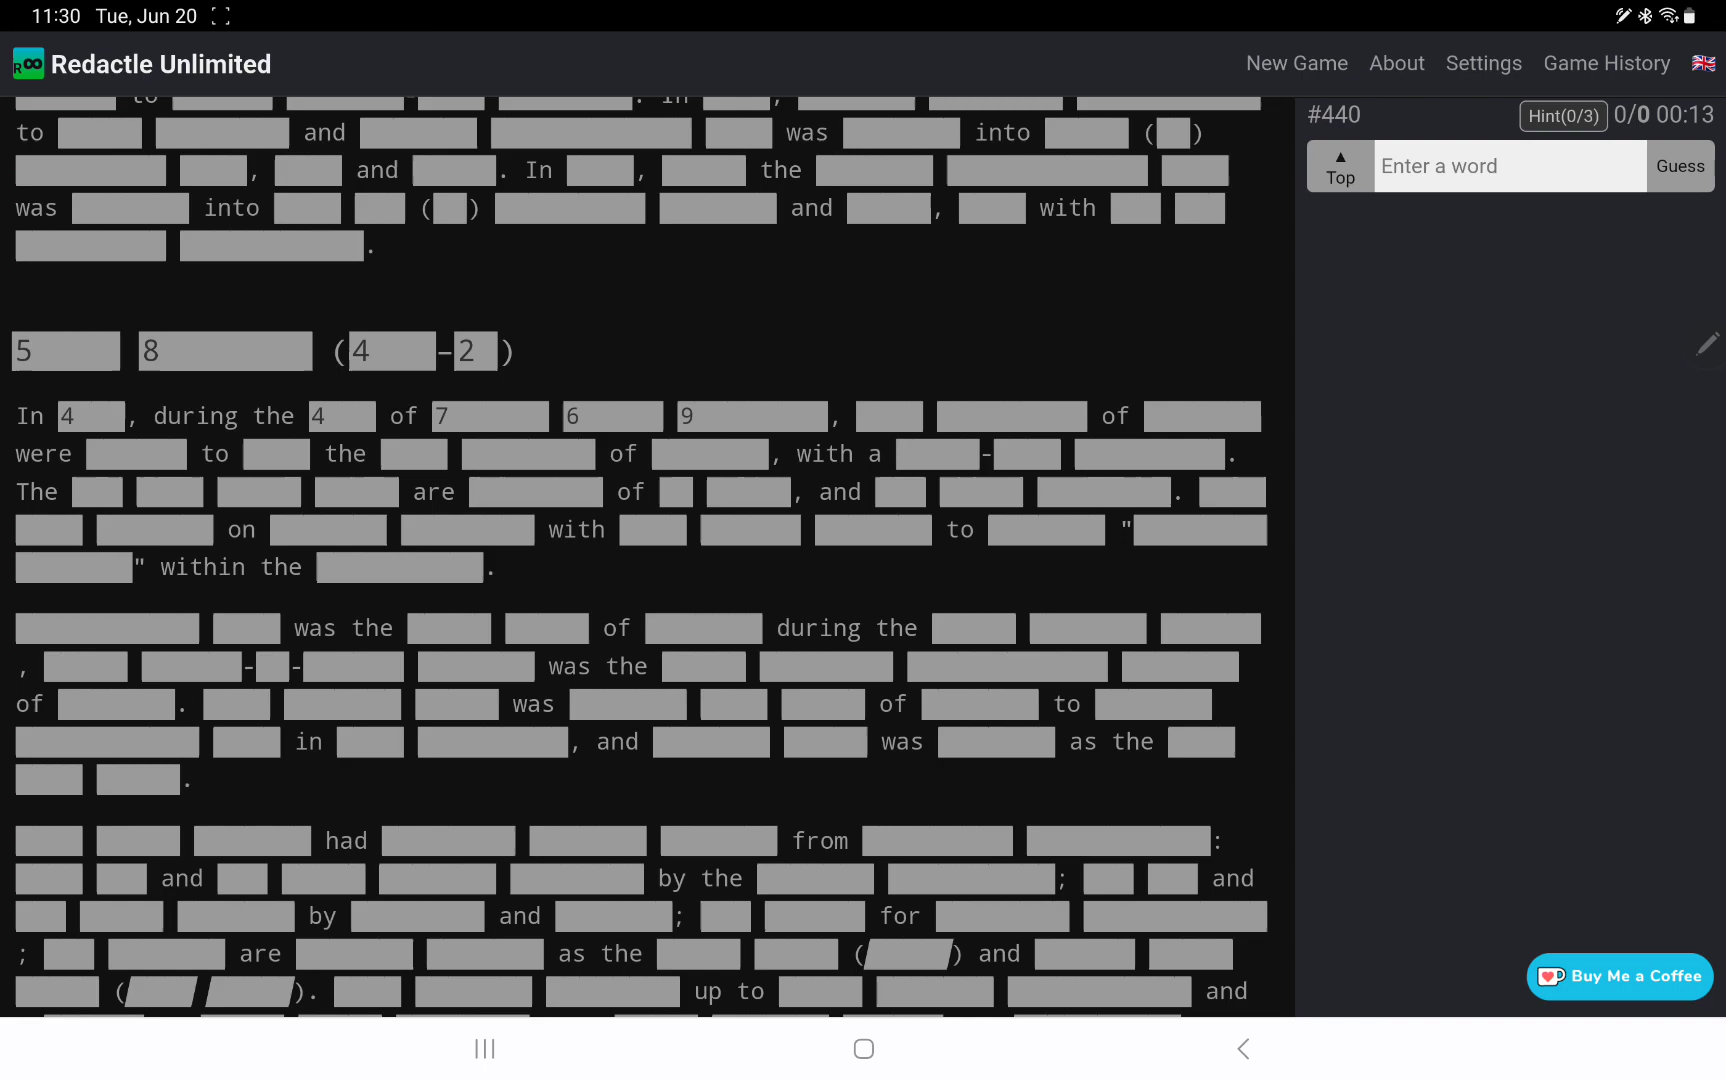 11:30 Tue, Jun 20
R∞ Redactle Unlimited
New Game About Settings Game History
to - . In ,
to and was into ( )
, and . In , the
was into ( ) and , with
.
5 8 (4 –2 )
In 4 , during the 4 of 7 6 9 , of
were to the of , with a - .
The are of , and .
on with to "
" within the .
was the of during the
, - - was the
of . was of to
in , and was as the
.
had from :
and by the ; and
by and ; for
; are as the ( ) and
( ). up to and
#440 Hint(0/3) 0/0 00:13
▲
Top
Enter a word
Guess
Buy Me a Coffee